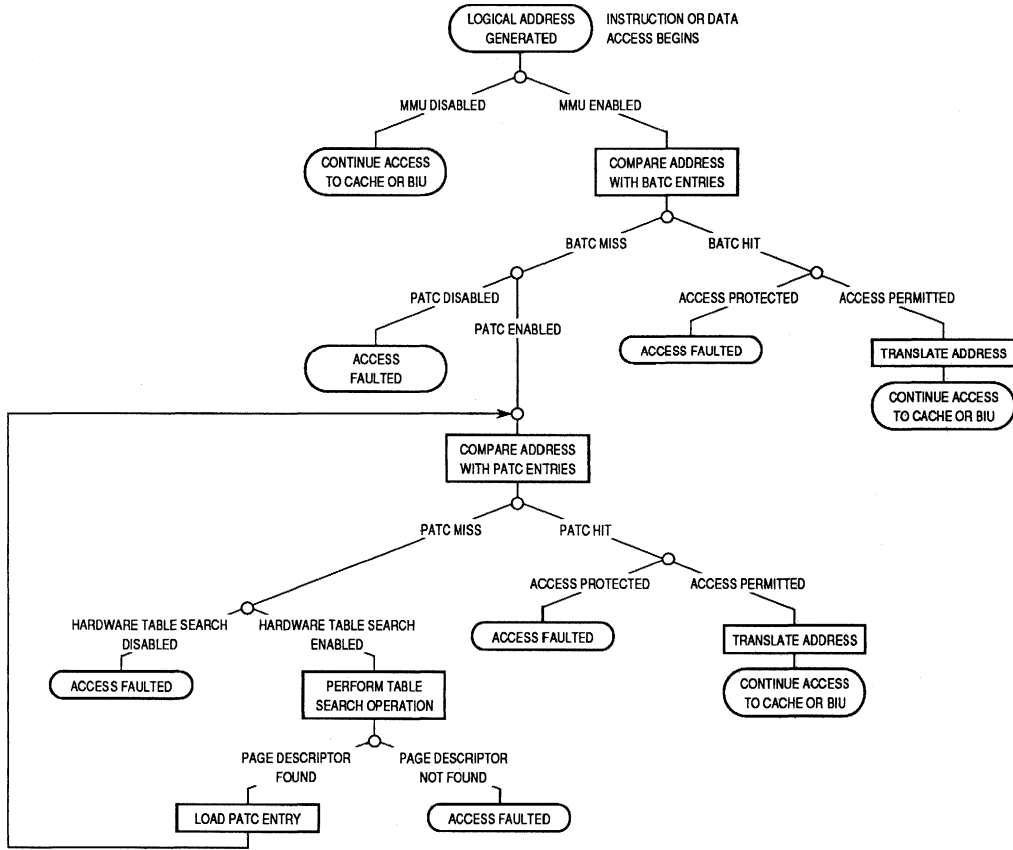 LOGICAL ADDRESS
GENERATED
INSTRUCTION OR DATA
ACCESS BEGINS
MMU DISABLED
MMU ENABLED
CONTINUE ACCESS
TO CACHE OR BIU
COMPARE ADDRESS
WITH BATC ENTRIES
BATC MISS
BATC HIT
PATC DISABLED
PATC ENABLED
ACCESS PROTECTED
ACCESS PERMITTED
ACCESS
FAULTED
ACCESS FAULTED
TRANSLATE ADDRESS
CONTINUE ACCESS
TO CACHE OR BIU
COMPARE ADDRESS
WITH PATC ENTRIES
PATC MISS
PATC HIT
ACCESS PROTECTED
ACCESS PERMITTED
HARDWARE TABLE SEARCH
DISABLED
HARDWARE TABLE SEARCH
ENABLED
ACCESS FAULTED
TRANSLATE ADDRESS
ACCESS FAULTED
PERFORM TABLE
SEARCH OPERATION
CONTINUE ACCESS
TO CACHE OR BIU
PAGE DESCRIPTOR
FOUND
PAGE DESCRIPTOR
NOT FOUND
LOAD PATC ENTRY
ACCESS FAULTED